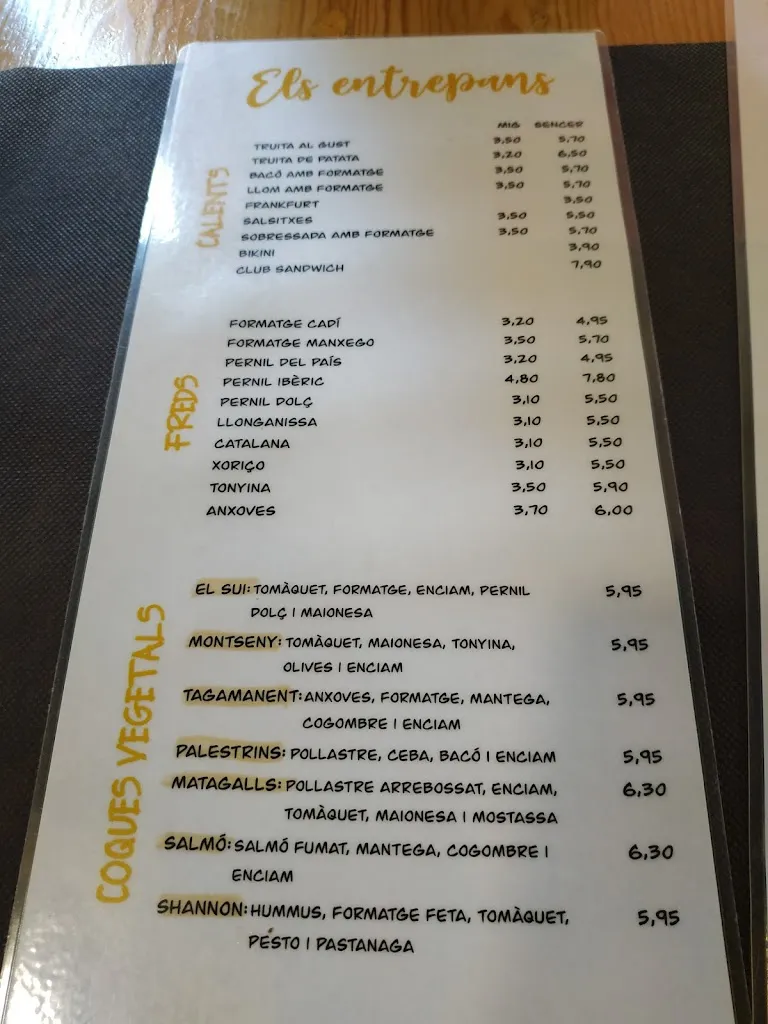 Els entrepans
MIG SENCER
CALENTS
TRUITA AL GUST 3,50 5,70
TRUITA DE PATATA 3,20 6,50
BACÓ AMB FORMATGE 3,50 5,70
LLOM AMB FORMATGE 3,50 5,70
FRANKFURT 3,50
SALSITXES 3,50 5,50
SOBRESSADA AMB FORMATGE 3,50 5,70
BIKINI 3,90
CLUB SANDWICH 7,90
FREDS
FORMATGE CADÍ 3,20 4,95
FORMATGE MANXEGO 3,50 5,70
PERNIL DEL PAÍS 3,20 4,95
PERNIL IBÈRIC 4,80 7,80
PERNIL DOLÇ 3,10 5,50
LLONGANISSA 3,10 5,50
CATALANA 3,10 5,50
XORIÇO 3,10 5,50
TONYINA 3,50 5,90
ANXOVES 3,70 6,00
COQUES VEGETALS
EL SUI: TOMÀQUET, FORMATGE, ENCIAM, PERNIL 5,95
DOLÇ I MAIONESA
MONTSENY: TOMÀQUET, MAIONESA, TONYINA, 5,95
OLIVES I ENCIAM
TAGAMANENT: ANXOVES, FORMATGE, MANTEGA, 5,95
COGOMBRE I ENCIAM
PALESTRINS: POLLASTRE, CEBA, BACÓ I ENCIAM 5,95
MATAGALLS: POLLASTRE ARREBOSSAT, ENCIAM, 6,30
TOMÀQUET, MAIONESA I MOSTASSA
SALMÓ: SALMÓ FUMAT, MANTEGA, COGOMBRE I 6,30
ENCIAM
SHANNON: HUMMUS, FORMATGE FETA, TOMÀQUET, 5,95
PÉSTO I PASTANAGA